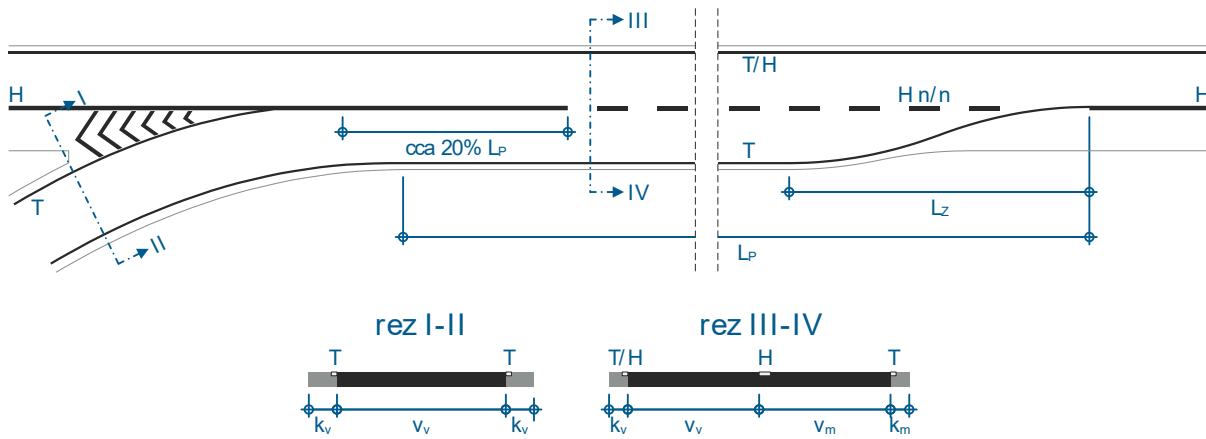 III
T/H
H
I
H n/n
H
cca 20% LP
T
IV
T
LZ
II
LP
rez I-II
rez III-IV
T T
T/H H T
kv vv kv
kv vv vm km